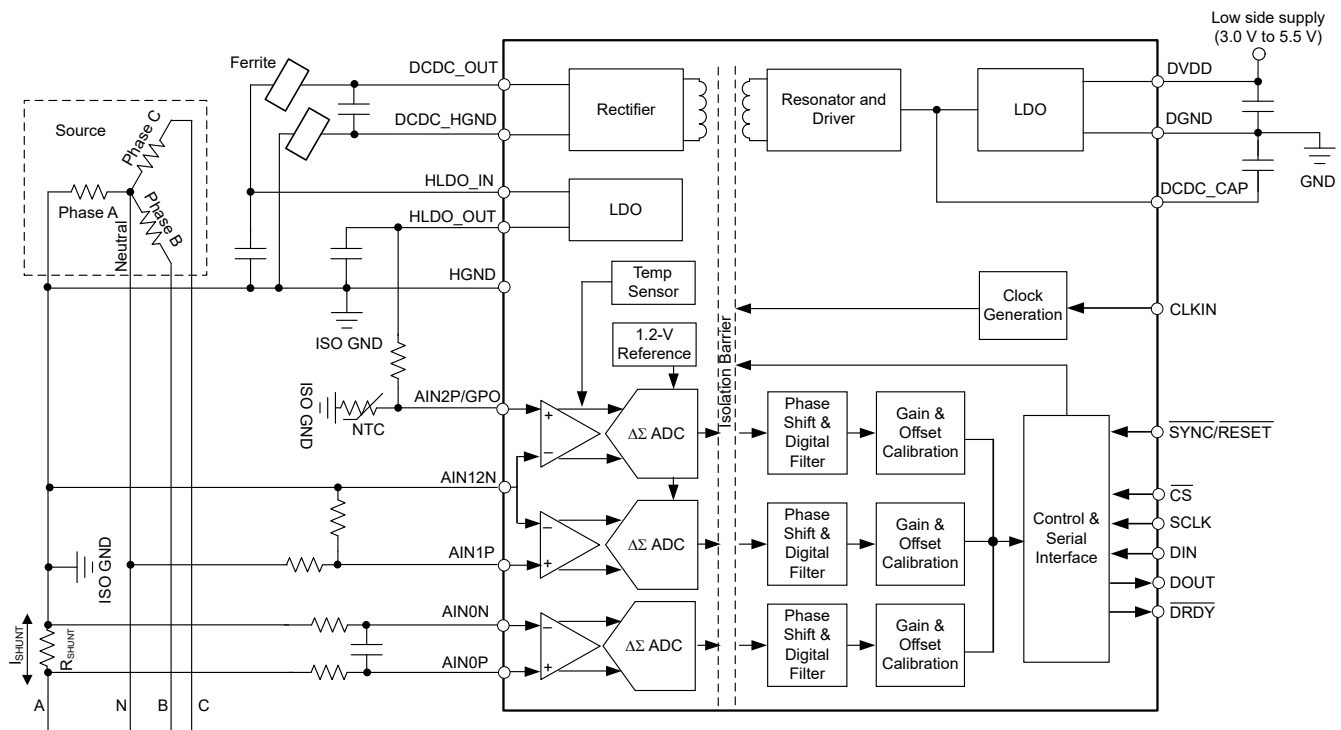 Low side supply
(3.0 V to 5.5 V)
Ferrite
DCDC_OUT
DVDD
Rectifier
Resonator and
Driver
LDO
Source
Phase C
DCDC_HGND
DGND
GND
HLDO_IN
DCDC_CAP
Phase A
Phase B
Neutral
LDO
HLDO_OUT
HGND
Temp
Sensor
Clock
Generation
CLKIN
ISO GND
1.2-V
Reference
Isolation Barrier
ISO GND
NTC
AIN2P/GPO
+
−
ΔΣ ADC
Phase
Shift &
Digital
Filter
Gain &
Offset
Calibration
SYNC/RESET
AIN12N
CS
−
+
ΔΣ ADC
Phase
Shift &
Digital
Filter
Gain &
Offset
Calibration
Control &
Serial
Interface
SCLK
DIN
AIN1P
DOUT
ISO GND
DRDY
AIN0N
−
+
ΔΣ ADC
Phase
Shift &
Digital
Filter
Gain &
Offset
Calibration
ISHUNT
RSHUNT
AIN0P
A
N
B
C